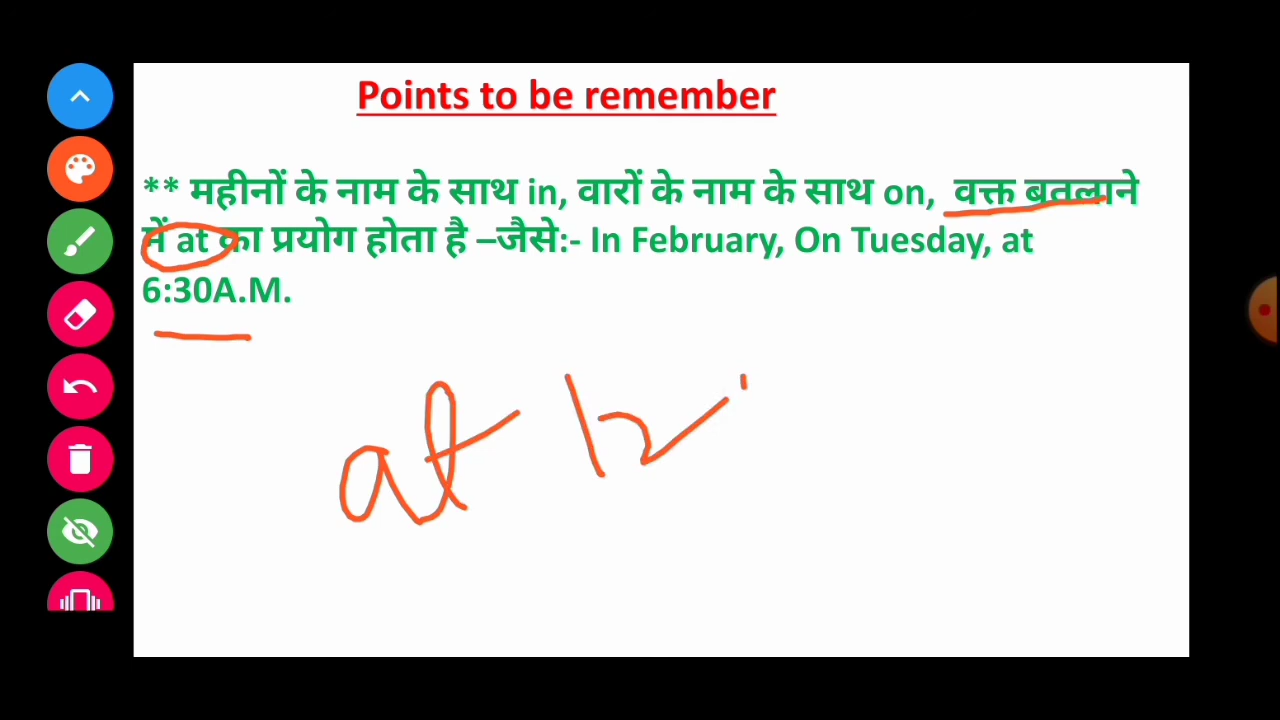 Points to be remember
** महीनों के नाम के साथ in, वारों के नाम के साथ on, वक्त बतलाने
में at का प्रयोग होता है –जैसे:- In February, On Tuesday, at
6:30A.M.
at 12